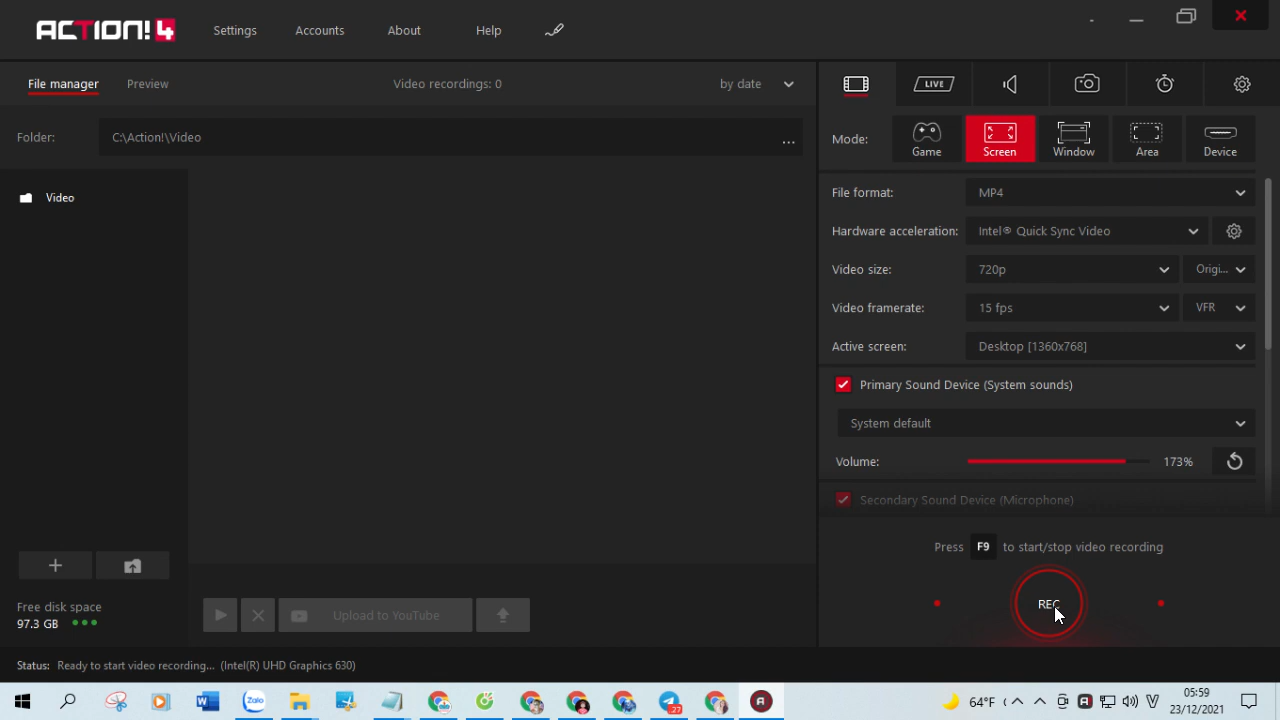 ACTION! 4 Settings Accounts About Help
File manager Preview Video recordings: 0 by date
LIVE
Folder: C:\Action!\Video ...
Mode: Game Screen Window Area Device
Video
File format: MP4
Hardware acceleration: Intel® Quick Sync Video
Video size: 720p Origi...
Video framerate: 15 fps VFR
Active screen: Desktop [1360x768]
Primary Sound Device (System sounds)
System default
Volume: 173%
Secondary Sound Device (Microphone)
Press F9 to start/stop video recording
REC
Free disk space
97.3 GB
Upload to YouTube
Status: Ready to start video recording... (Intel(R) UHD Graphics 630)
Zalo
27
64°F
05:59
23/12/2021